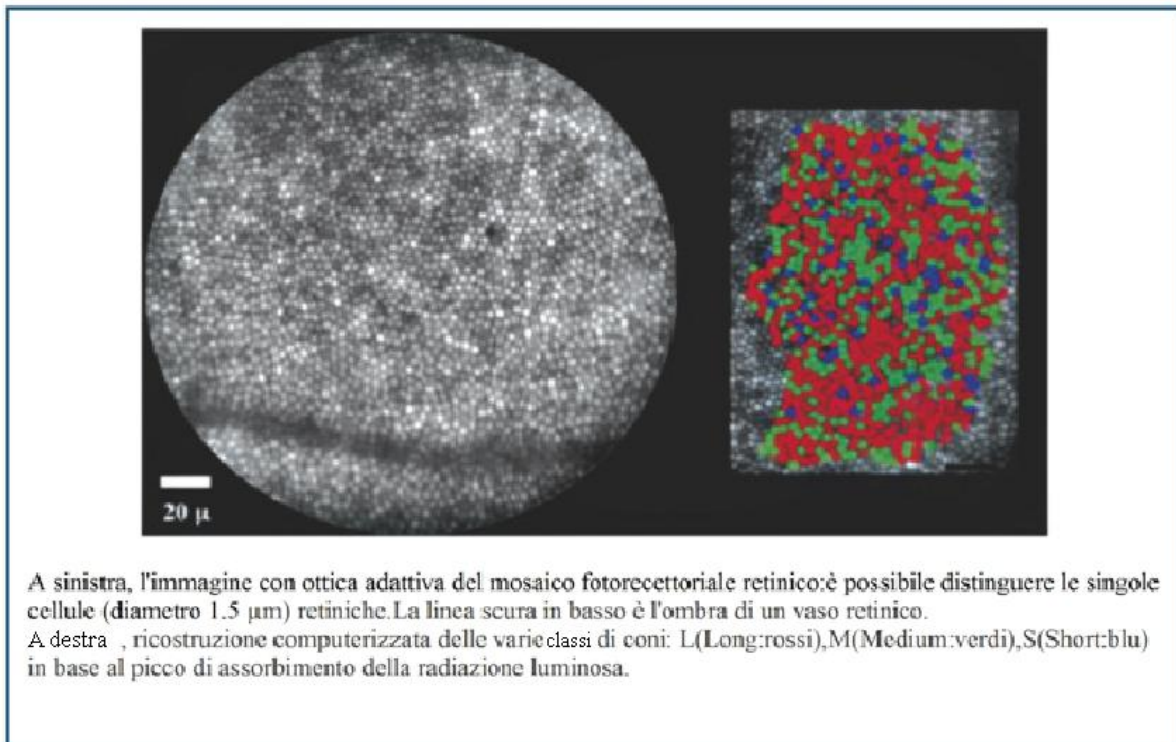 20 µ
A sinistra, l'immagine con ottica adattiva del mosaico fotorecettoriale retinico:è possibile distinguere le singole
cellule (diametro 1.5 µm) retiniche.La linea scura in basso è l'ombra di un vaso retinico.
A destra , ricostruzione computerizzata delle varie classi di coni: L(Long:rossi),M(Medium:verdi),S(Short:blu)
in base al picco di assorbimento della radiazione luminosa.